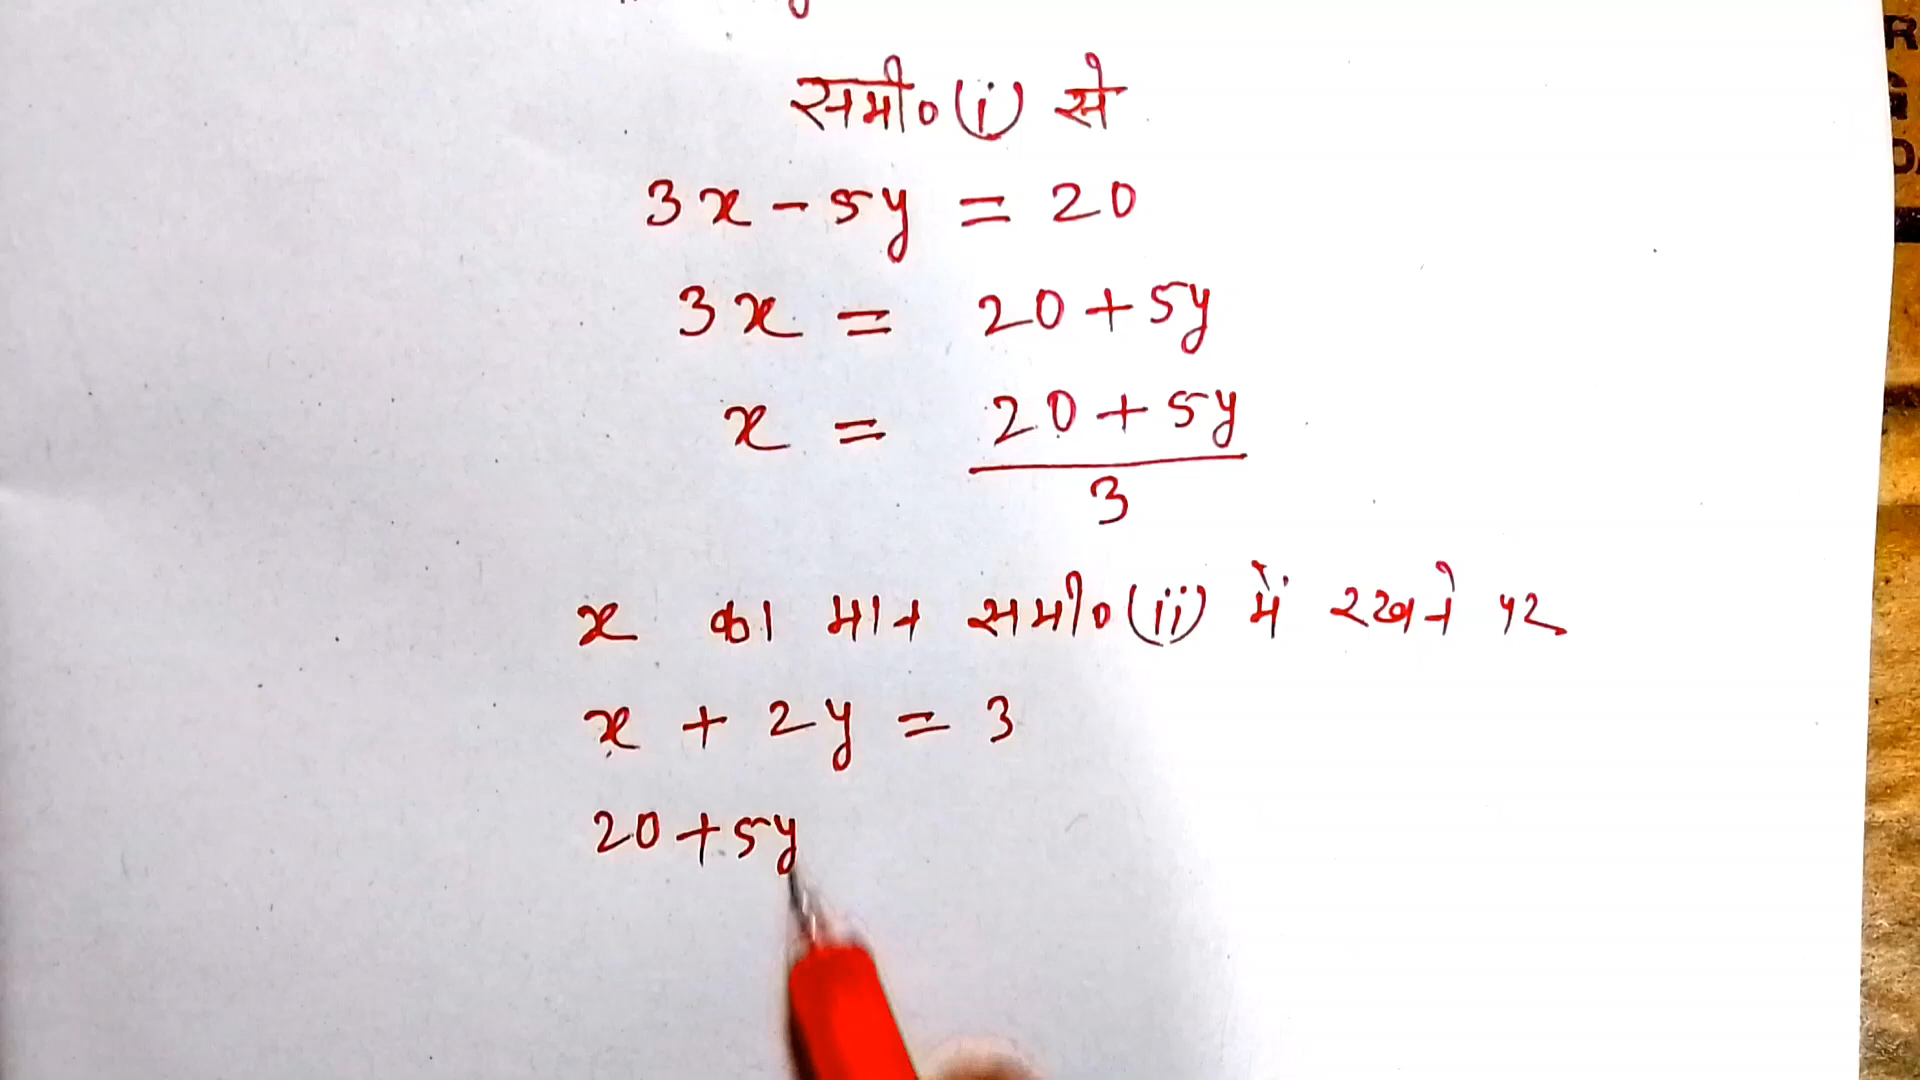 समी० (i) से
3x - 5y = 20
3x = 20 + 5y
x = 20 + 5y
3
x का मान समी० (ii) में रखने पर
x + 2y = 3
20 + 5y